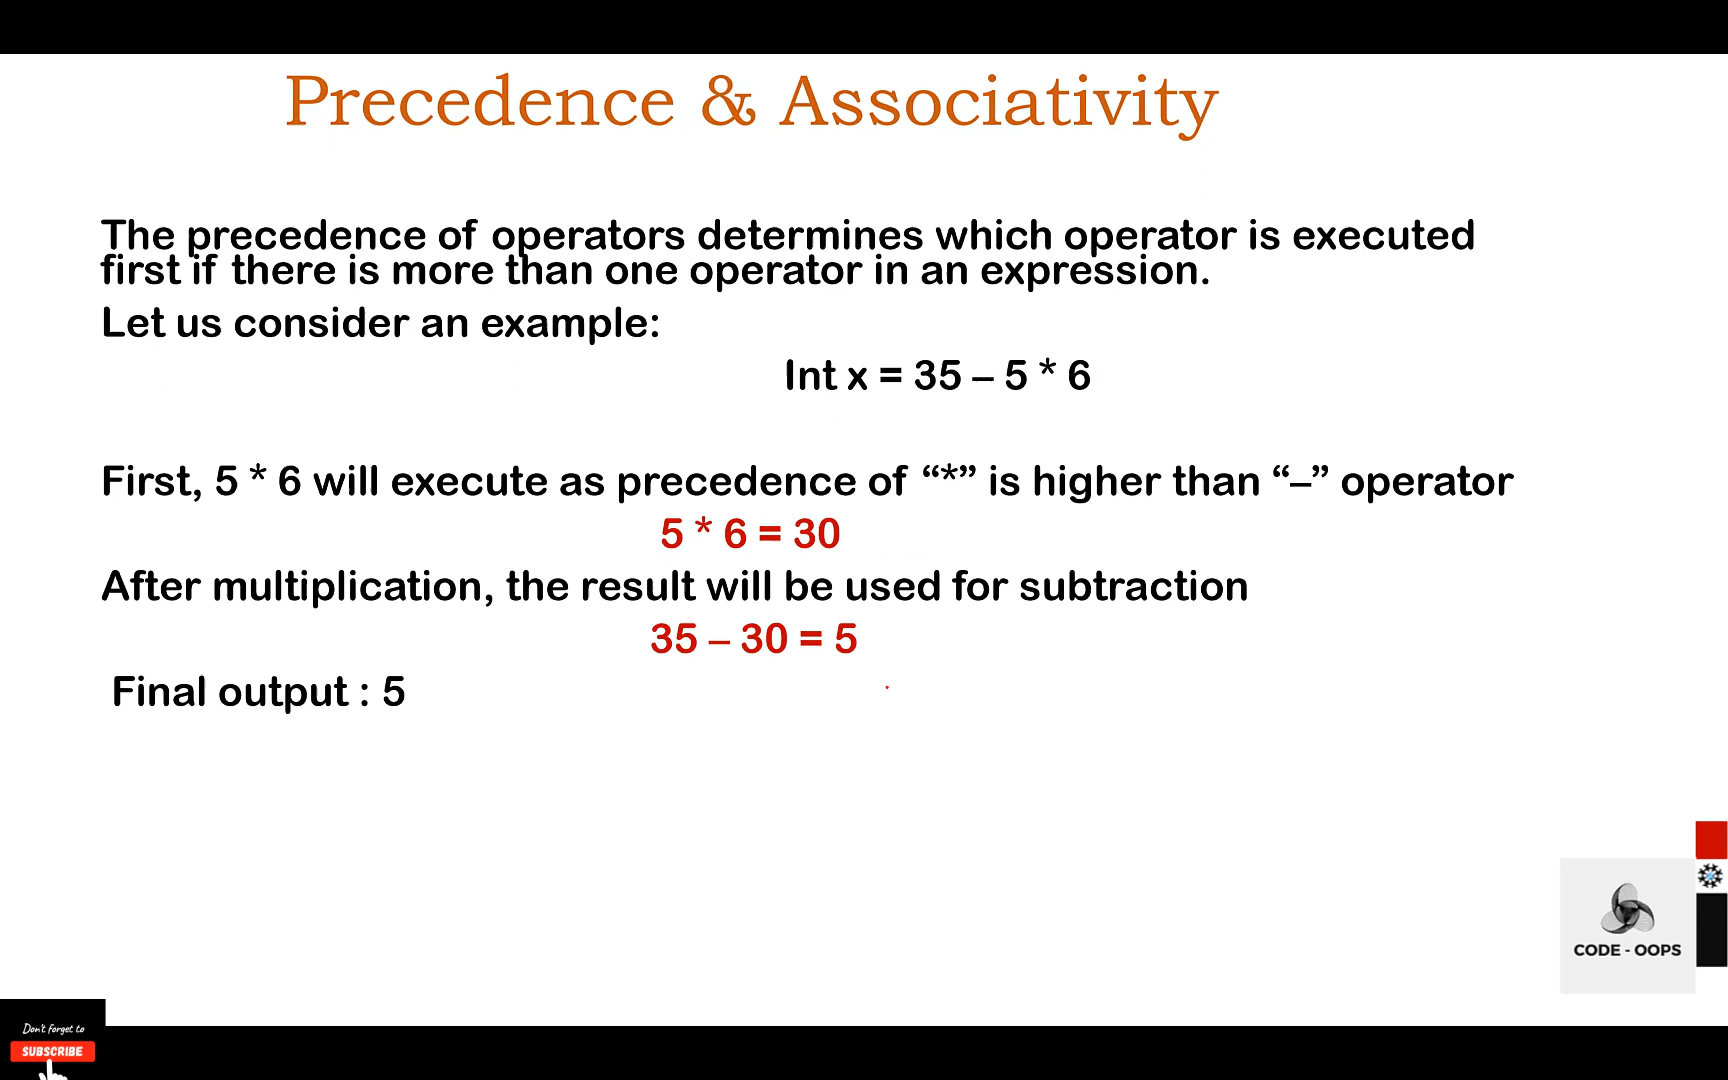 Precedence & Associativity
The precedence of operators determines which operator is executed
first if there is more than one operator in an expression.
Let us consider an example:
Int x = 35 – 5 * 6
First, 5 * 6 will execute as precedence of “*” is higher than “–” operator
5 * 6 = 30
After multiplication, the result will be used for subtraction
35 – 30 = 5
Final output : 5
CODE - OOPS
Don't forget to
SUBSCRIBE